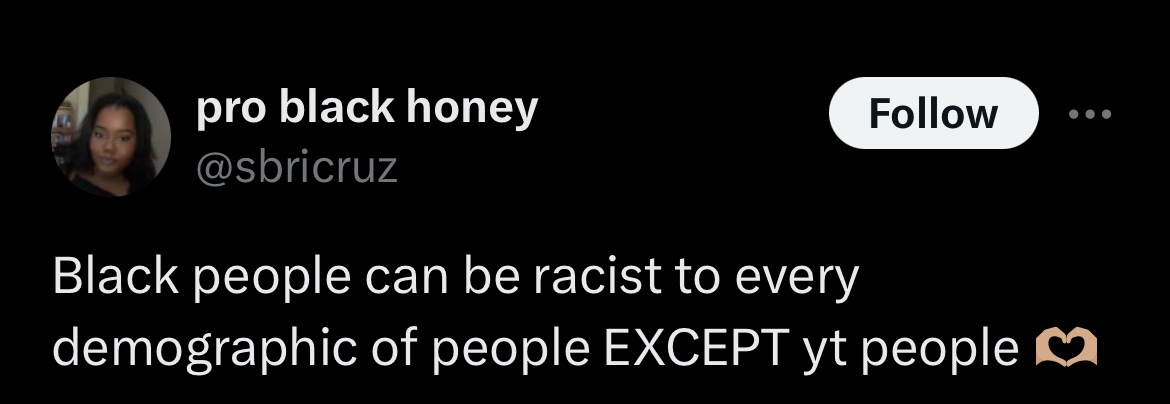 pro black honey
Follow
@sbricruz
Black people can be racist to every
demographic of people EXCEPT yt people 🫶🏽